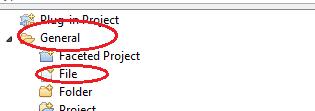 Plug-in Project
General
Faceted Project
File
Folder
Project